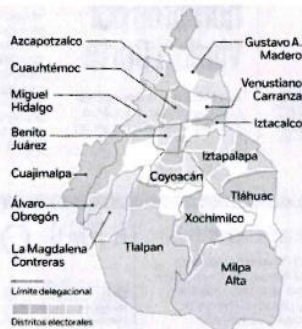 Azcapotzalco
Cuauhtémoc
Miguel
Hidalgo
Benito
Juárez
Cuajimalpa
Álvaro
Obregón
La Magdalena
Contreras
Gustavo A.
Madero
Venustiano
Carranza
Iztacalco
Iztapalapa
Coyoacán
Tláhuac
Xochimilco
Tlalpan
Milpa
Alta
Límite delegacional
Distritos electorales